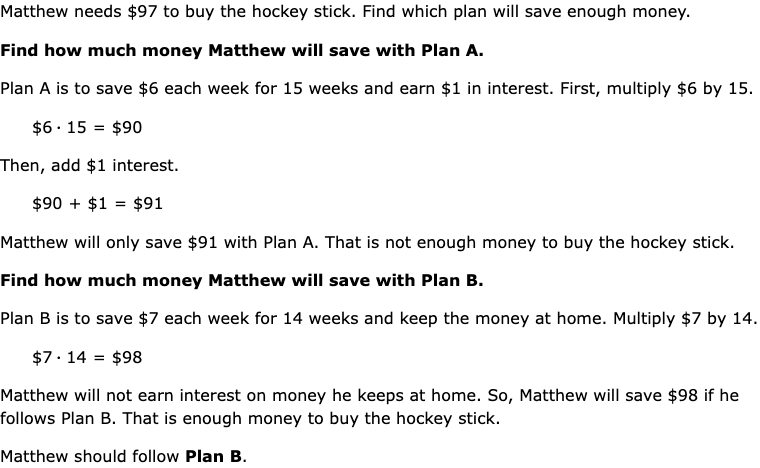 Matthew needs $97 to buy the hockey stick. Find which plan will save enough money.
Find how much money Matthew will save with Plan A.
Plan A is to save $6 each week for 15 weeks and earn $1 in interest. First, multiply $6 by 15.
$6 · 15 = $90
Then, add $1 interest.
$90 + $1 = $91
Matthew will only save $91 with Plan A. That is not enough money to buy the hockey stick.
Find how much money Matthew will save with Plan B.
Plan B is to save $7 each week for 14 weeks and keep the money at home. Multiply $7 by 14.
$7 · 14 = $98
Matthew will not earn interest on money he keeps at home. So, Matthew will save $98 if he
follows Plan B. That is enough money to buy the hockey stick.
Matthew should follow Plan B.